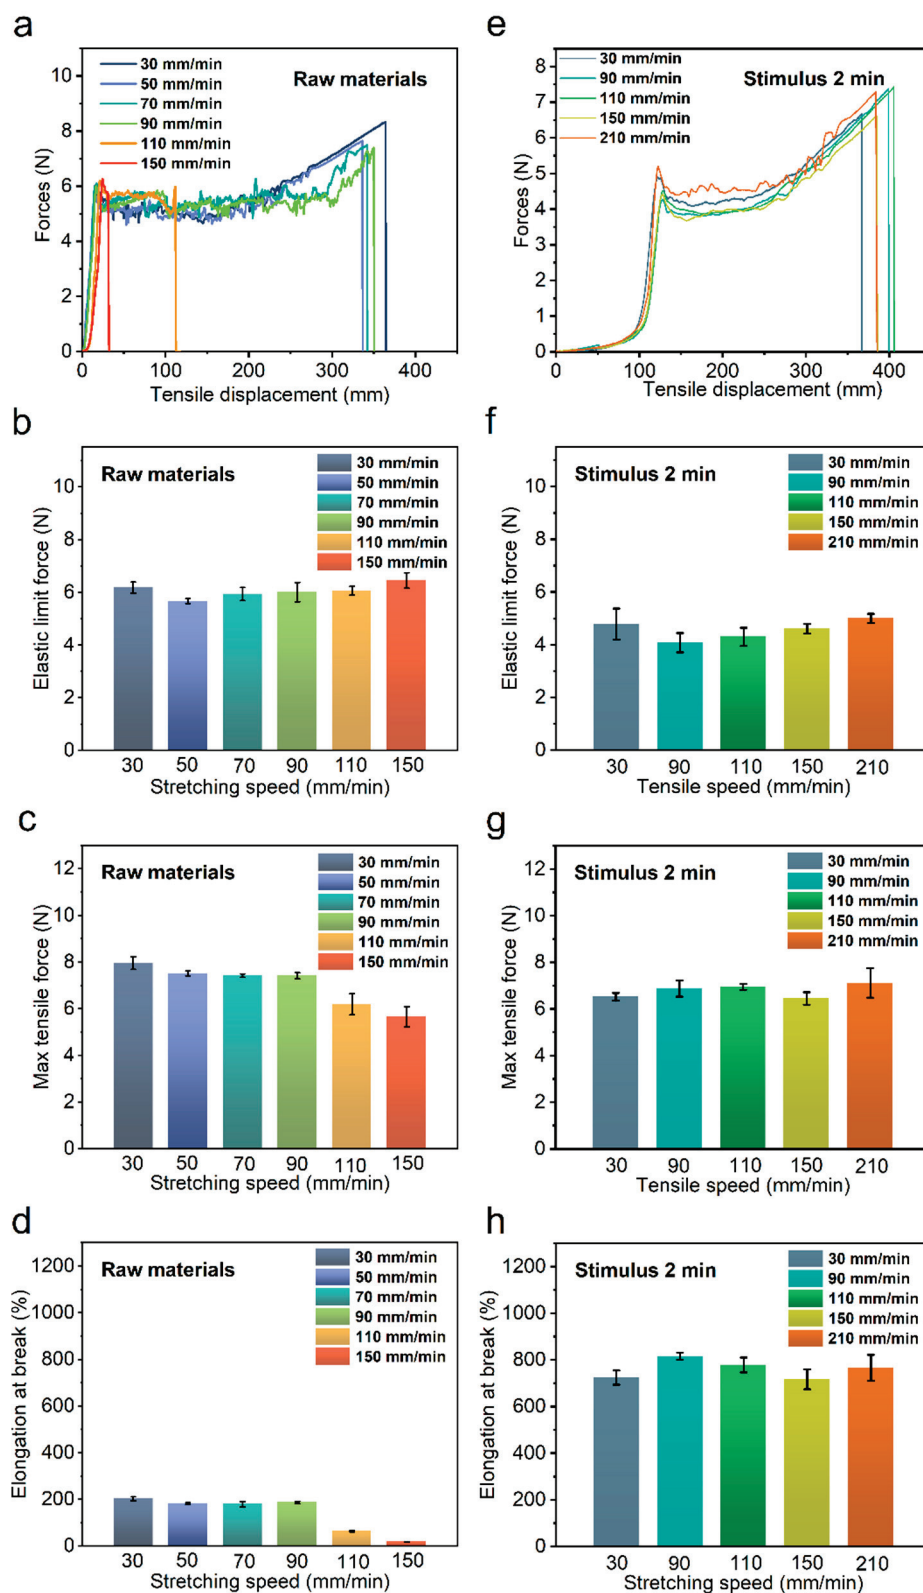 a
30 mm/min
50 mm/min
70 mm/min
90 mm/min
110 mm/min
150 mm/min
Raw materials
Forces (N)
10
8
6
4
2
0
0 100 200 300 400
Tensile displacement (mm)
e
30 mm/min
90 mm/min
110 mm/min
150 mm/min
210 mm/min
Stimulus 2 min
Forces (N)
8
7
6
5
4
3
2
1
0
0 100 200 300 400
Tensile displacement (mm)
b
Raw materials
30 mm/min
50 mm/min
70 mm/min
90 mm/min
110 mm/min
150 mm/min
Elastic limit force (N)
10
8
6
4
2
0
30 50 70 90 110 150
Stretching speed (mm/min)
f
Stimulus 2 min
30 mm/min
90 mm/min
110 mm/min
150 mm/min
210 mm/min
Elastic limit force (N)
10
8
6
4
2
0
30 90 110 150 210
Tensile speed (mm/min)
c
Raw materials
30 mm/min
50 mm/min
70 mm/min
90 mm/min
110 mm/min
150 mm/min
Max tensile force (N)
12
10
8
6
4
2
0
30 50 70 90 110 150
Stretching speed (mm/min)
g
Stimulus 2 min
30 mm/min
90 mm/min
110 mm/min
150 mm/min
210 mm/min
Max tensile force (N)
12
10
8
6
4
2
0
30 90 110 150 210
Tensile speed (mm/min)
d
Raw materials
30 mm/min
50 mm/min
70 mm/min
90 mm/min
110 mm/min
150 mm/min
Elongation at break (%)
1200
1000
800
600
400
200
0
30 50 70 90 110 150
Stretching speed (mm/min)
h
Stimulus 2 min
30 mm/min
90 mm/min
110 mm/min
150 mm/min
210 mm/min
Elongation at break (%)
1200
1000
800
600
400
200
0
30 90 110 150 210
Stretching speed (mm/min)